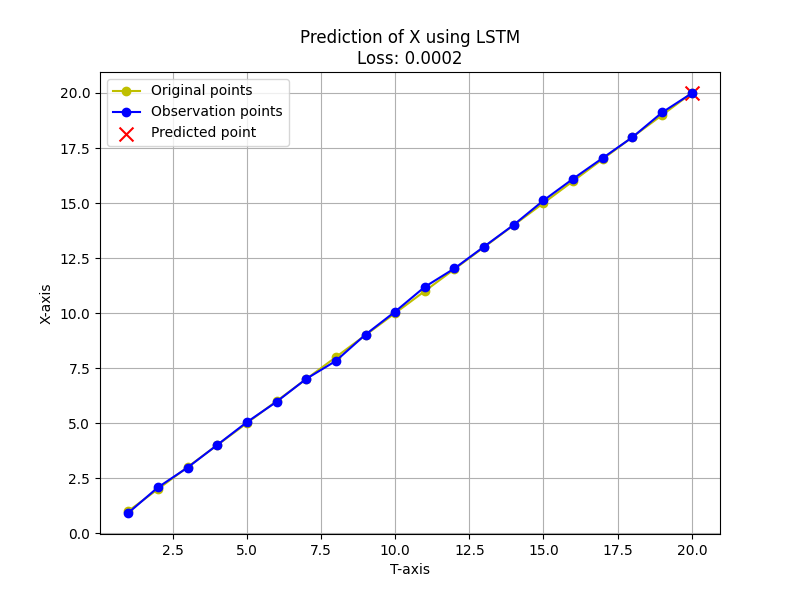 Prediction of X using LSTM
Loss: 0.0002
Original points
Observation points
Predicted point
20.0
17.5
15.0
12.5
10.0
7.5
5.0
2.5
0.0
X-axis
2.5 5.0 7.5 10.0 12.5 15.0 17.5 20.0
T-axis